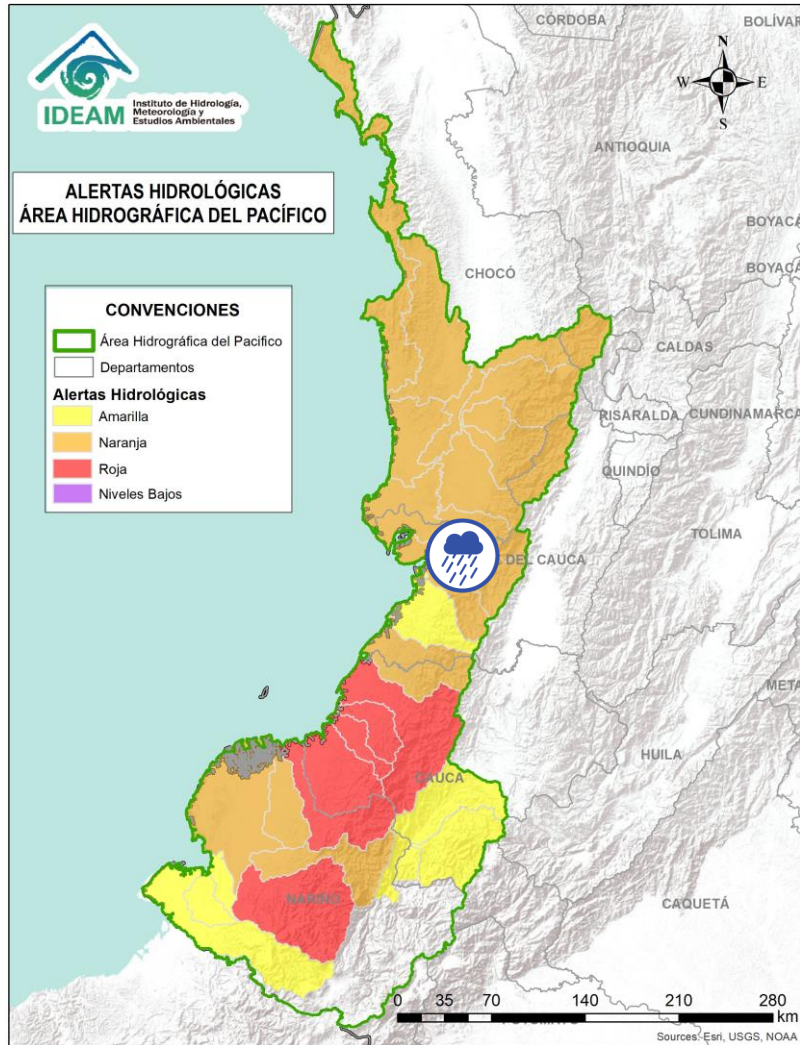 IDEAM
Instituto de Hidrología,
Meteorología y
Estudios Ambientales
ALERTAS HIDROLÓGICAS
ÁREA HIDROGRÁFICA DEL PACÍFICO
CONVENCIONES
Área Hidrográfica del Pacifico
Departamentos
Alertas Hidrológicas
Amarilla
Naranja
Roja
Niveles Bajos
N
W E
S
CÓRDOBA
BOLÍVAR
ANTIOQUIA
BOYACÁ
BOYACÁ
CHOCÓ
CALDAS
RISARALDA
CUNDINAMARCA
QUINDÍO
TOLIMA
DEL CAUCA
META
HUILA
CAUCA
NARIÑO
CAQUETÁ
0 35 70 140 210 280
km
Sources: Esri, USGS, NOAA